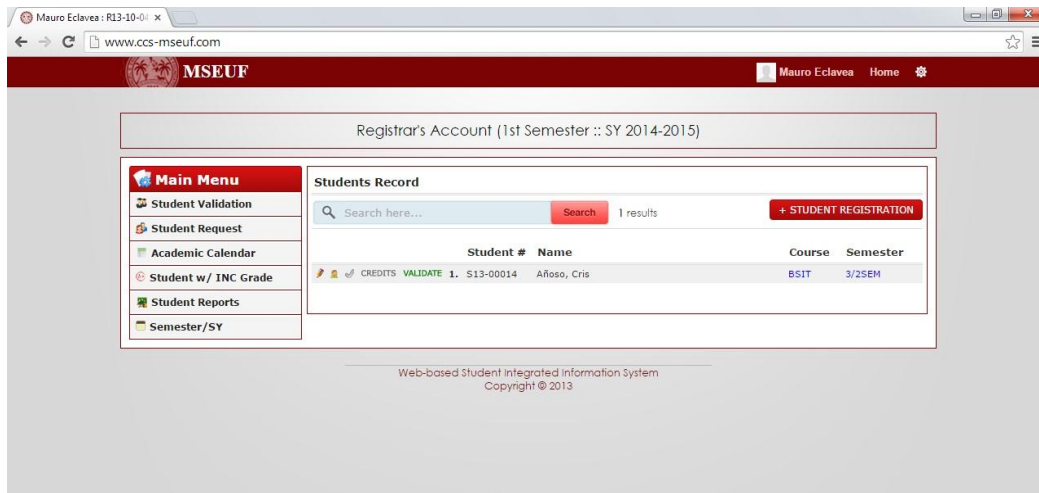 Mauro Eclavea : R13-10-04
www.ccs-mseuf.com
MSEUF
Mauro Eclavea Home
Registrar's Account (1st Semester :: SY 2014-2015)
Main Menu
Student Validation
Student Request
Academic Calendar
Student w/ INC Grade
Student Reports
Semester/SY
Students Record
Search here... Search 1 results + STUDENT REGISTRATION
Student # Name Course Semester
CREDITS VALIDATE 1. S13-00014 Añoso, Cris BSIT 3/2SEM
Web-based Student Integrated Information System
Copyright © 2013